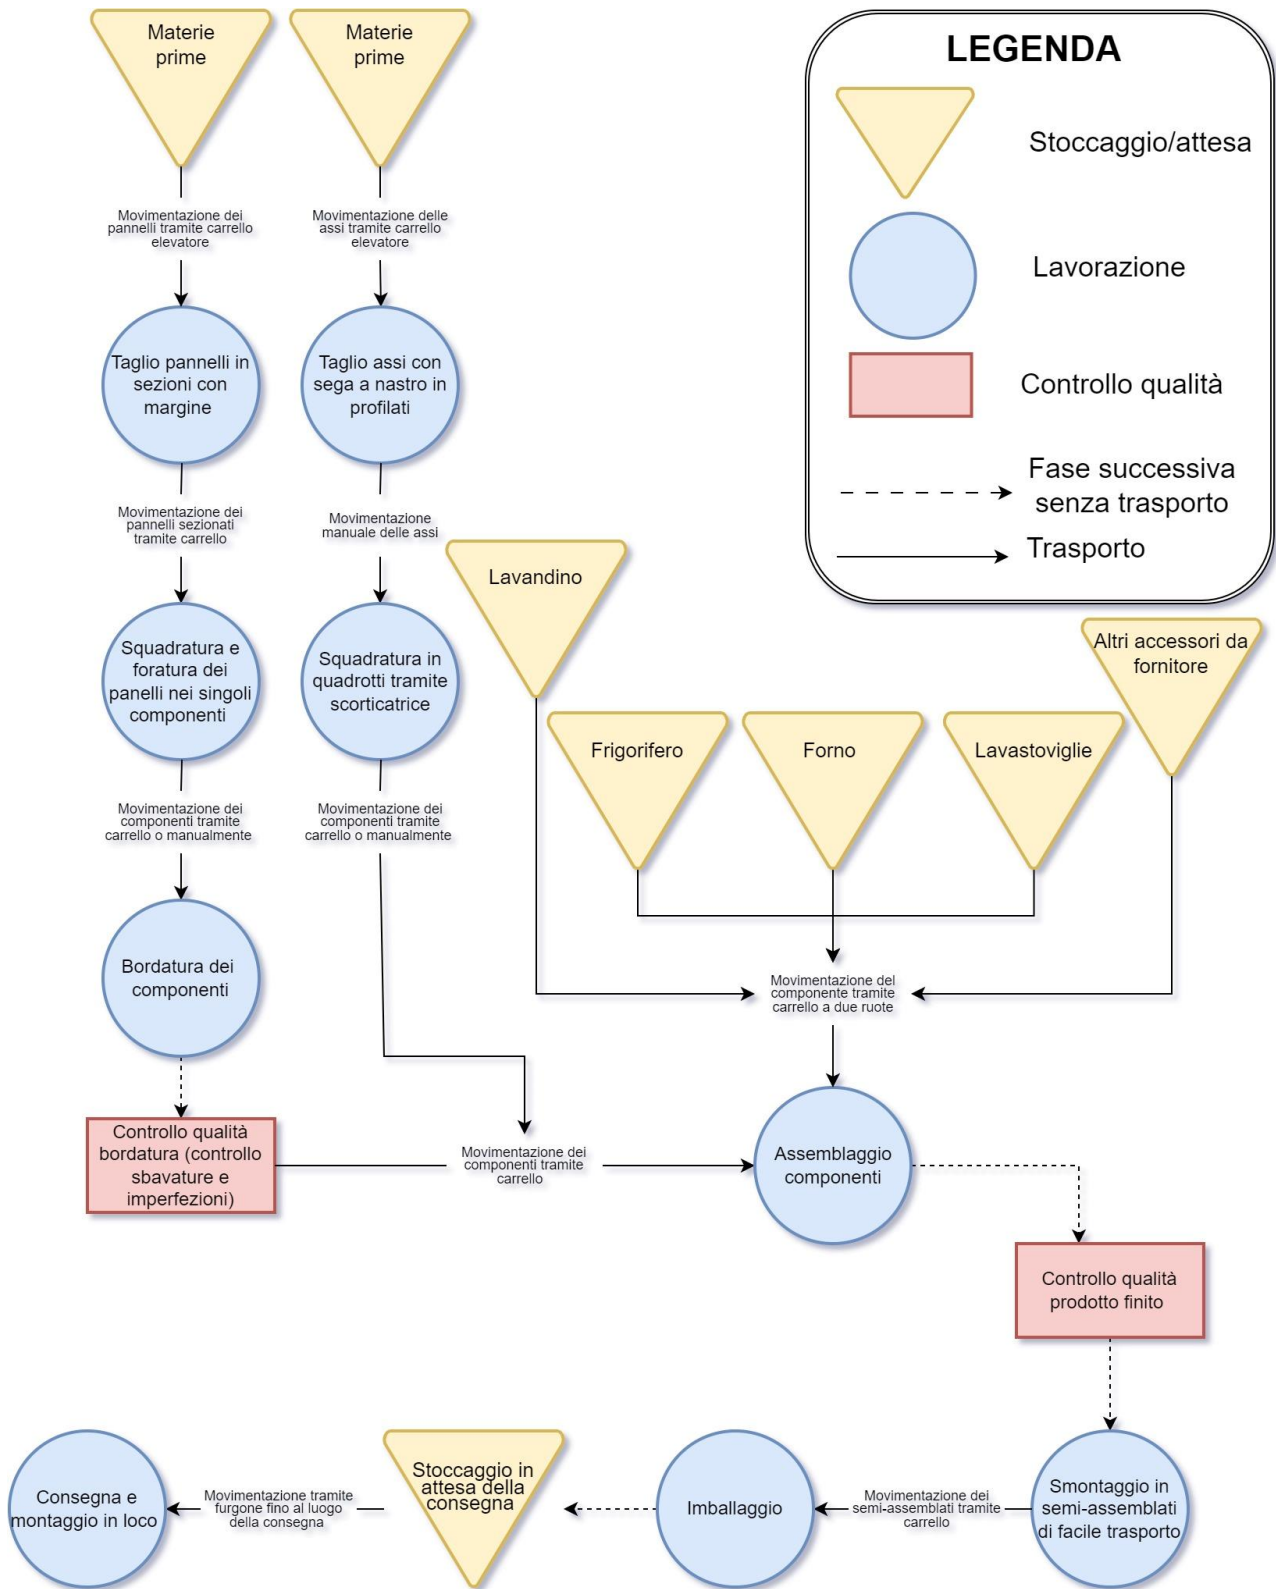 Materie
prime
Materie
prime
LEGENDA
Stoccaggio/attesa
Lavorazione
Controllo qualità
Fase successiva
senza trasporto
Trasporto
Movimentazione dei
pannelli tramite carrello
elevatore
Movimentazione delle
assi tramite carrello
elevatore
Taglio pannelli in
sezioni con
margine
Taglio assi con
sega a nastro in
profilati
Movimentazione dei
pannelli sezionati
tramite carrello
Movimentazione
manuale delle assi
Lavandino
Squadratura e
foratura dei
panelli nei singoli
componenti
Squadratura in
quadrotti tramite
scorticatrice
Altri accessori da
fornitore
Frigorifero
Forno
Lavastoviglie
Movimentazione dei
componenti tramite
carrello o manualmente
Movimentazione dei
componenti tramite
carrello o manualmente
Bordatura dei
componenti
Movimentazione del
componente tramite
carrello a due ruote
Controllo qualità
bordatura (controllo
sbavature e
imperfezioni)
Movimentazione dei
componenti tramite
carrello
Assemblaggio
componenti
Controllo qualità
prodotto finito
Consegna e
montaggio in loco
Movimentazione tramite
furgone fino al luogo
della consegna
Stoccaggio in
attesa della
consegna
Imballaggio
Movimentazione dei
semi-assemblati tramite
carrello
Smontaggio in
semi-assemblati
di facile trasporto